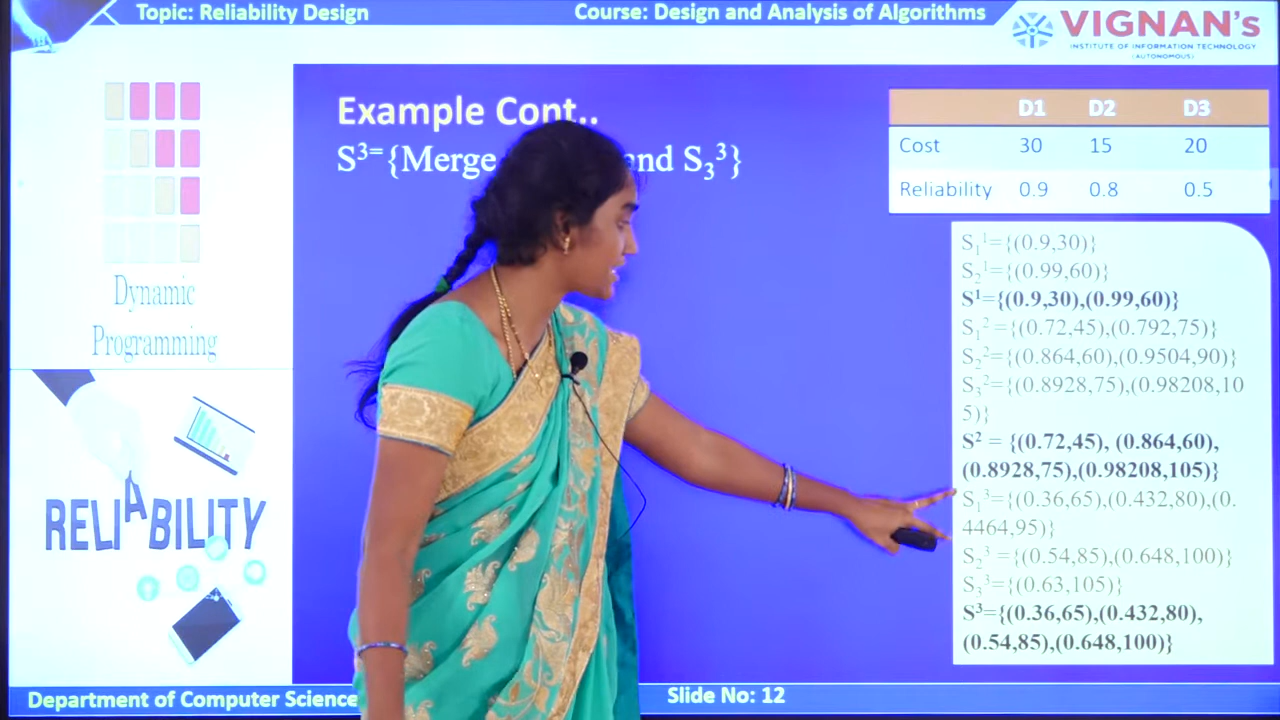 Topic: Reliability Design
Course: Design and Analysis of Algorithms
VIGNAN's
INSTITUTE OF INFORMATION TECHNOLOGY
(AUTONOMOUS)
Dynamic
Programming
RELIABILITY
Example Cont..
S³⁼{Merge and S₃³}
D1 D2 D3
Cost 30 15 20
Reliability 0.9 0.8 0.5
S₁¹={(0.9,30)}
S₂¹={(0.99,60)}
S¹={(0.9,30),(0.99,60)}
S₁²={(0.72,45),(0.792,75)}
S₂²={(0.864,60),(0.9504,90)}
S₃²={(0.8928,75),(0.98208,10
5)}
S² = {(0.72,45), (0.864,60),
(0.8928,75),(0.98208,105)}
S₁³={(0.36,65),(0.432,80),(0.
4464,95)}
S₂³ ={(0.54,85),(0.648,100)}
S₃³={(0.63,105)}
S³={(0.36,65),(0.432,80),
(0.54,85),(0.648,100)}
Department of Computer Science
Slide No: 12